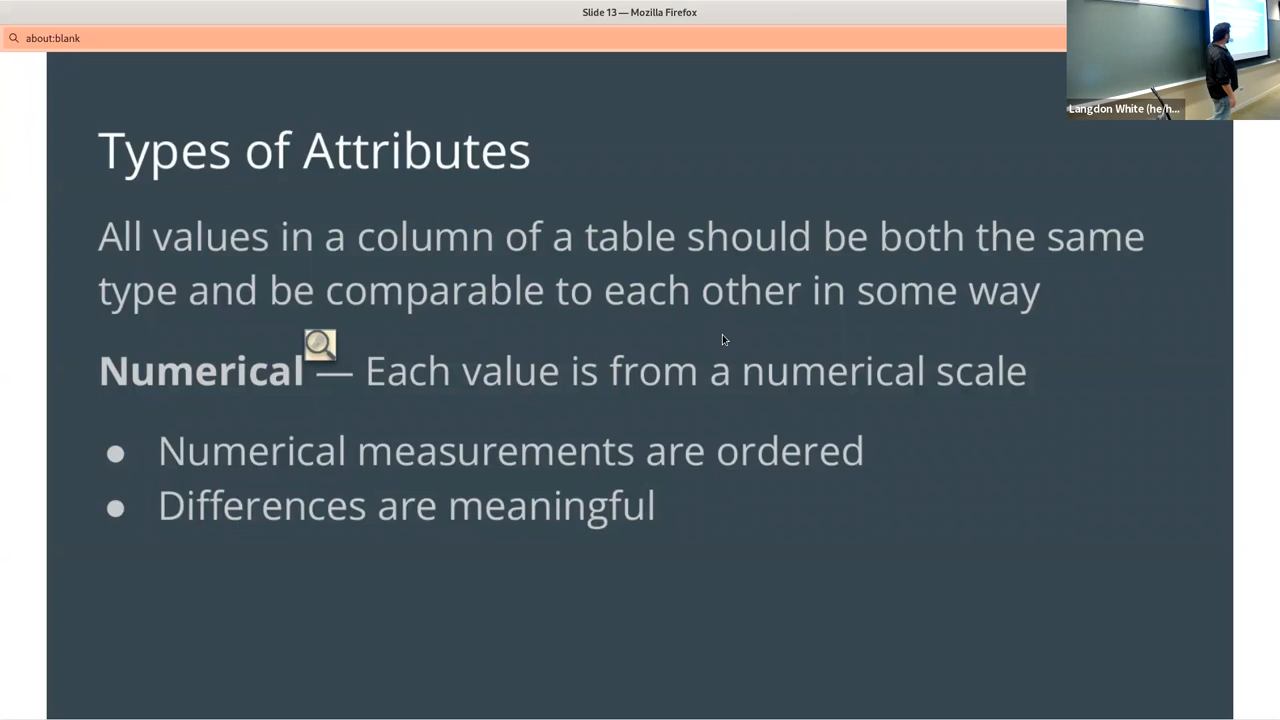 Slide 13 — Mozilla Firefox
about:blank
Langdon White (he/h...
Types of Attributes
All values in a column of a table should be both the same
type and be comparable to each other in some way
Numerical — Each value is from a numerical scale
● Numerical measurements are ordered
● Differences are meaningful